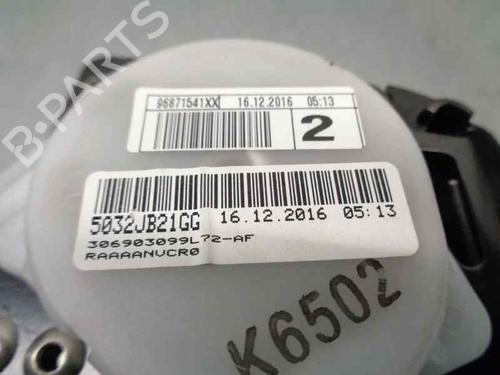 96871541XX 16.12.2016 05:13
2
5032JB21GG 16.12.2016 05:13
306903099L72-AF
RAAAANVCR0
K6502
B-PARTS